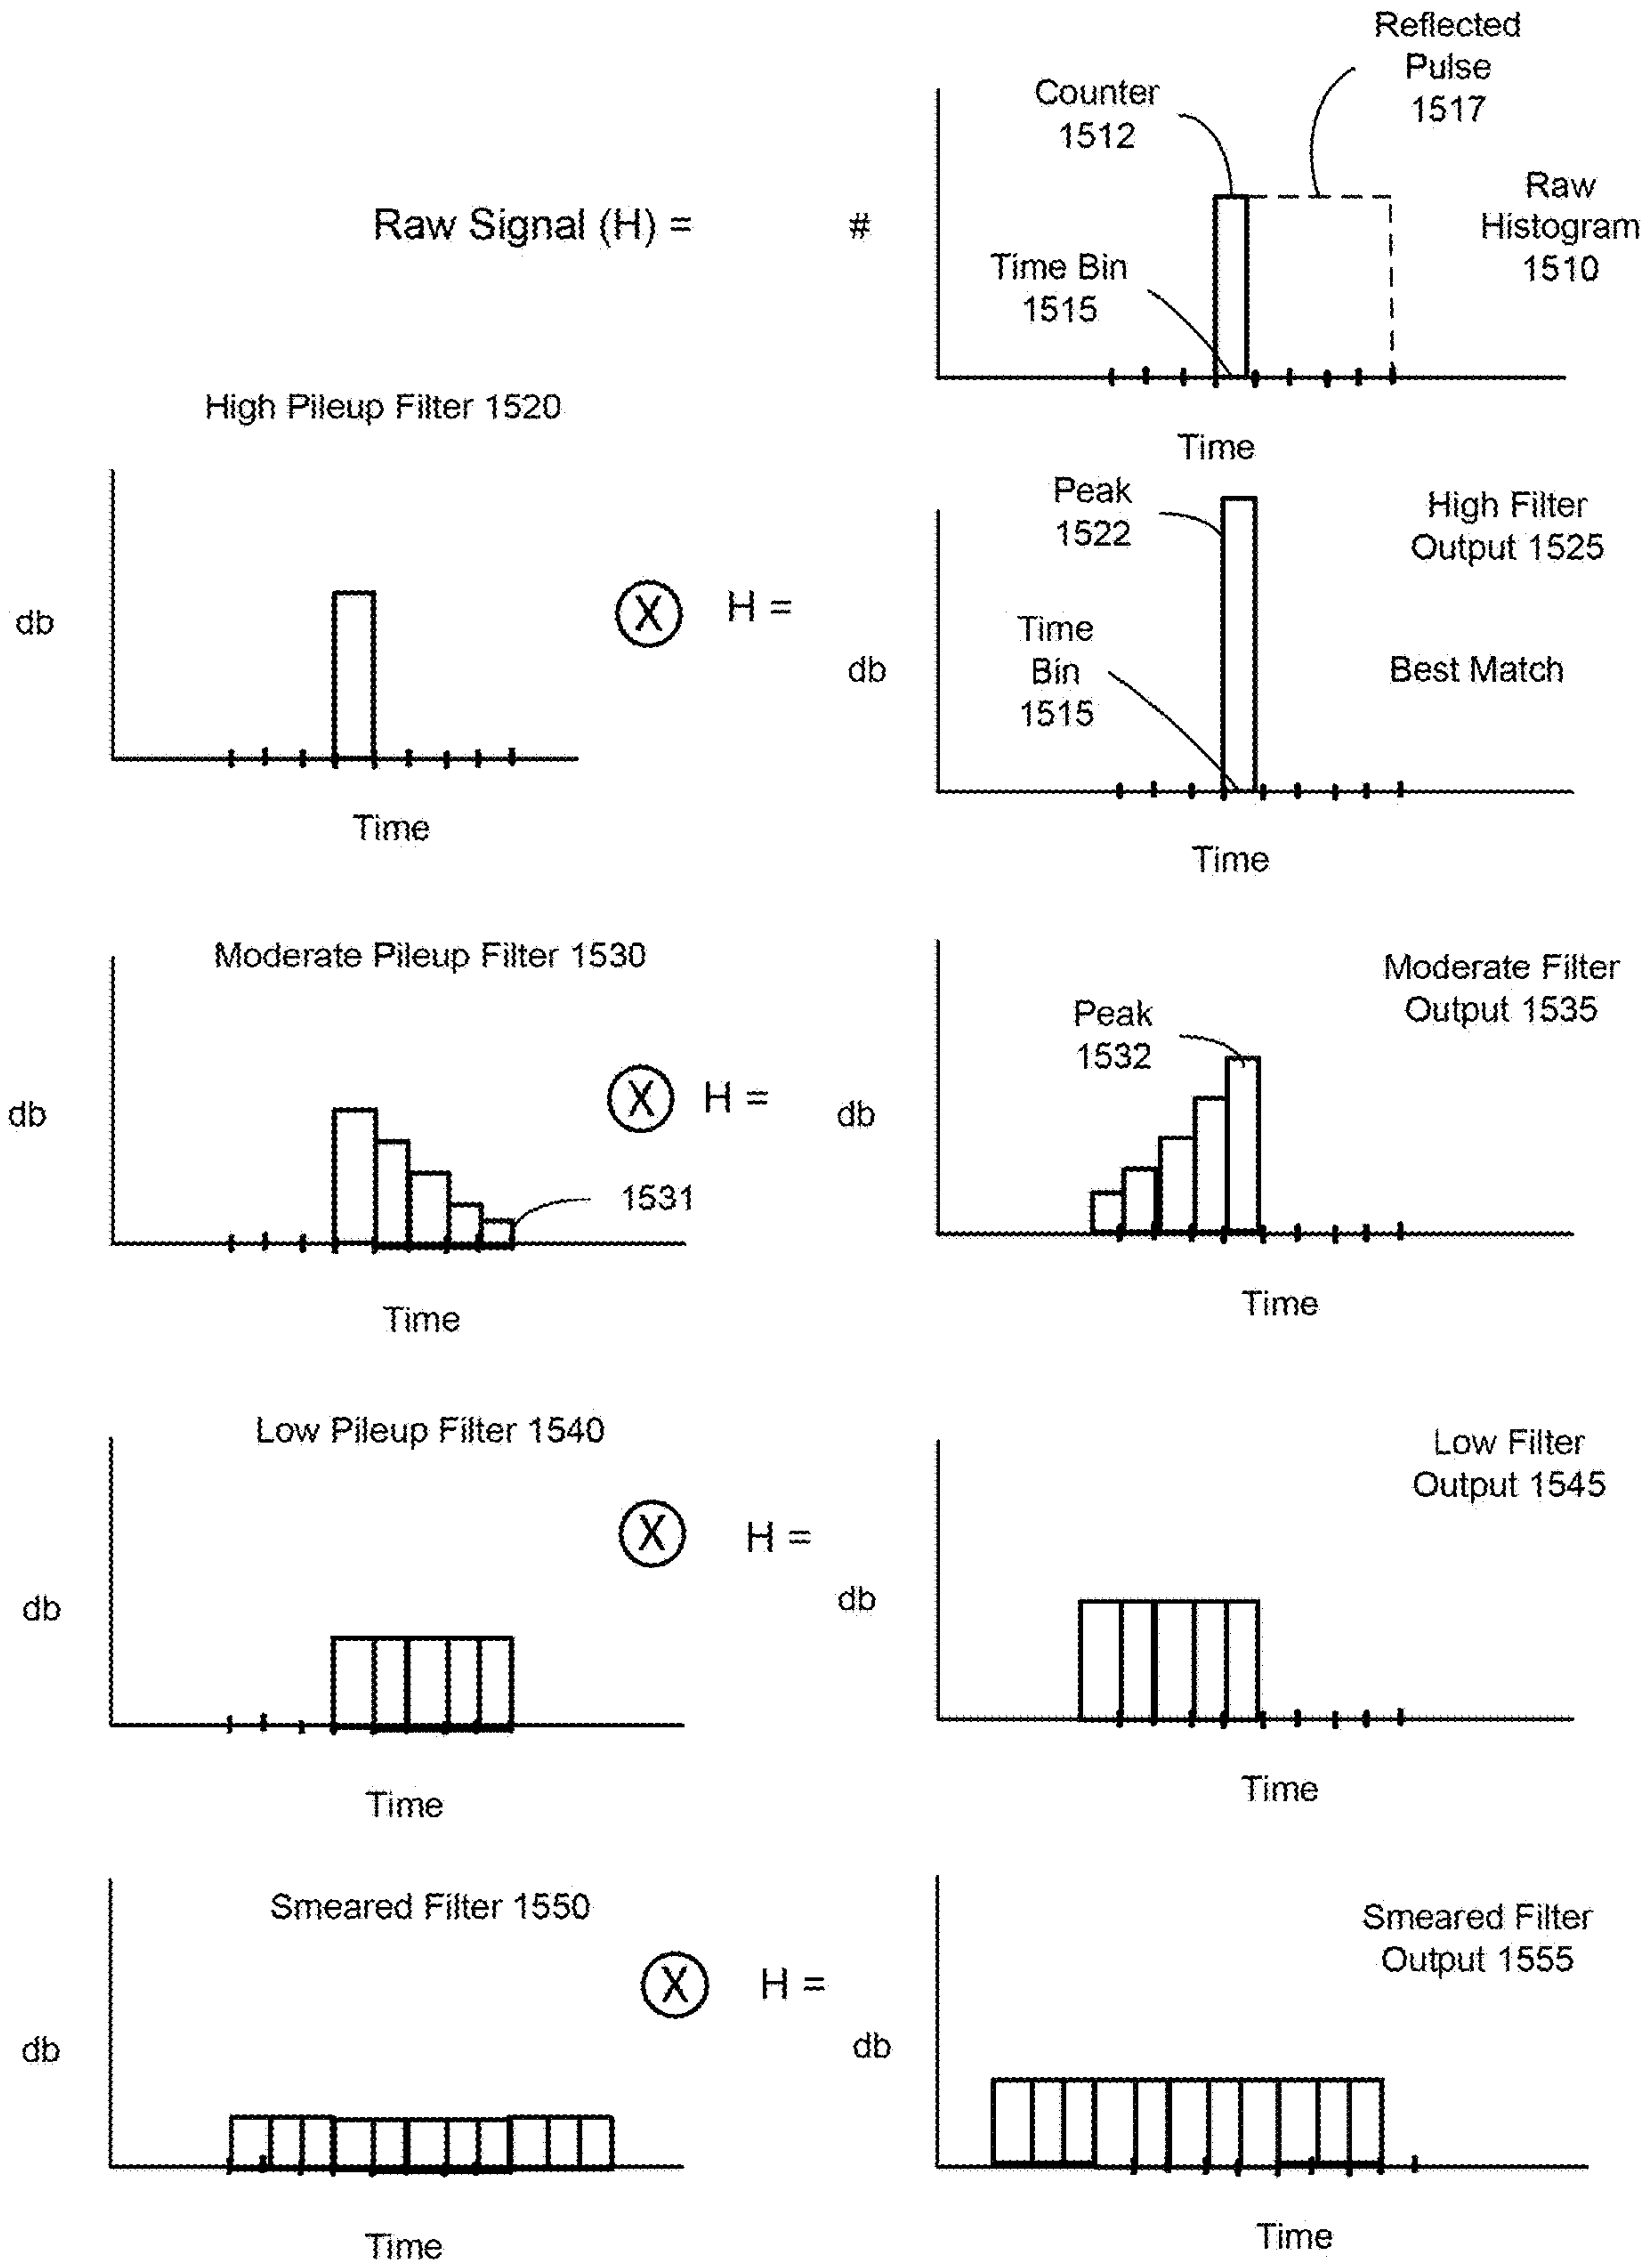 Reflected
Pulse
1517
Counter
1512
Raw
Histogram
1510
Raw Signal (H) =
#
Time Bin
1515
Time
High Pileup Filter 1520
db
Time
X
H =
Peak
1522
High Filter
Output 1525
Time
Bin
1515
db
Best Match
Time
Moderate Pileup Filter 1530
db
1531
Time
X
H =
Moderate Filter
Output 1535
Peak
1532
db
Time
Low Pileup Filter 1540
db
Time
X
H =
Low Filter
Output 1545
db
Time
Smeared Filter 1550
db
Time
X
H =
Smeared Filter
Output 1555
db
Time